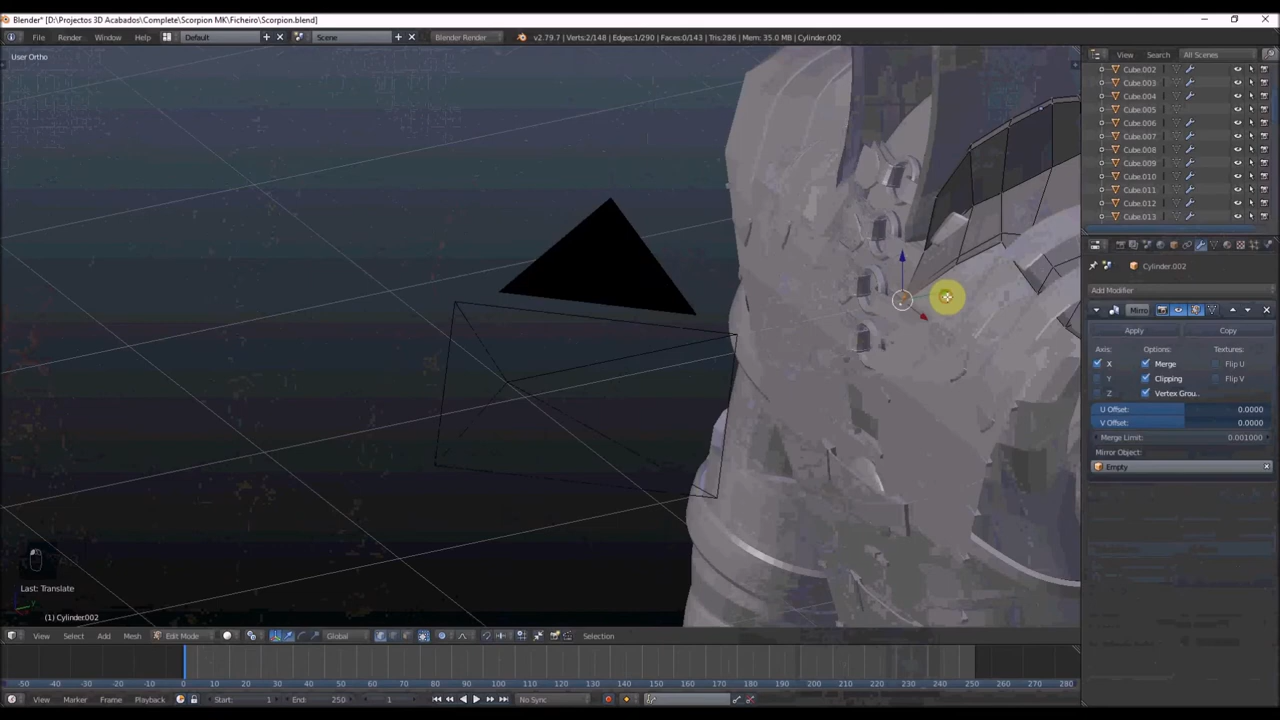 Blender* [D:\Projectos 3D Acabados\Complete\Scorpion MK\Ficheiro\Scorpion.blend]
File Render Window Help Default Scene Blender Render v2.79.7 | Verts:2/148 | Edges:1/290 | Faces:0/143 | Tris:286 | Mem: 35.0 MB | Cylinder.002
View Search All Scenes
User Ortho
Cube.002
Cube.003
Cube.004
Cube.005
Cube.006
Cube.007
Cube.008
Cube.009
Cube.010
Cube.011
Cube.012
Cube.013
Cylinder.002
Add Modifier
Mirro
Apply Copy
Axis: Options: Textures:
X Merge Flip U
Y Clipping Flip V
Z Vertex Grou..
U Offset: 0.0000
V Offset: 0.0000
Merge Limit: 0.001000
Mirror Object:
Empty
Last: Translate
(1) Cylinder.002
View Select Add Mesh Edit Mode Global Selection
-50 -40 -30 -20 -10 0 10 20 30 40 50 60 70 80 90 100 110 120 130 140 150 160 170 180 190 200 210 220 230 240 250 260 270 280
View Marker Frame Playback Start: 1 End: 250 1 No Sync